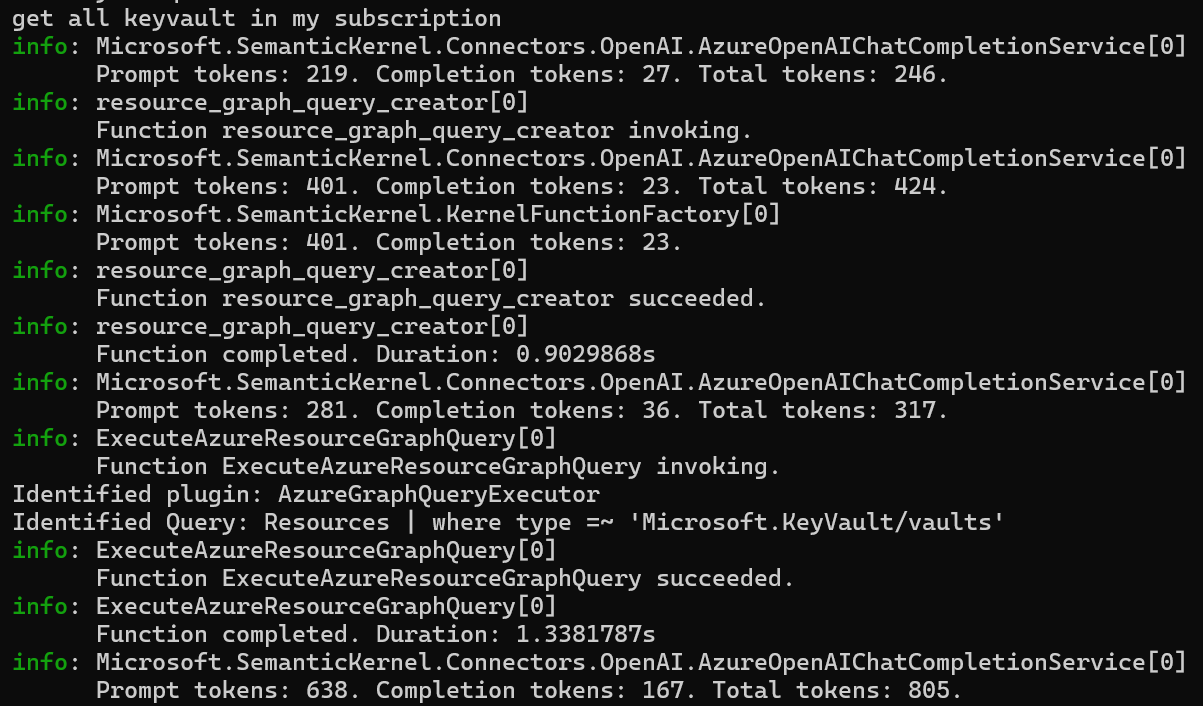 get all keyvault in my subscription
info: Microsoft.SemanticKernel.Connectors.OpenAI.AzureOpenAIChatCompletionService[0]
Prompt tokens: 219. Completion tokens: 27. Total tokens: 246.
info: resource_graph_query_creator[0]
Function resource_graph_query_creator invoking.
info: Microsoft.SemanticKernel.Connectors.OpenAI.AzureOpenAIChatCompletionService[0]
Prompt tokens: 401. Completion tokens: 23. Total tokens: 424.
info: Microsoft.SemanticKernel.KernelFunctionFactory[0]
Prompt tokens: 401. Completion tokens: 23.
info: resource_graph_query_creator[0]
Function resource_graph_query_creator succeeded.
info: resource_graph_query_creator[0]
Function completed. Duration: 0.9029868s
info: Microsoft.SemanticKernel.Connectors.OpenAI.AzureOpenAIChatCompletionService[0]
Prompt tokens: 281. Completion tokens: 36. Total tokens: 317.
info: ExecuteAzureResourceGraphQuery[0]
Function ExecuteAzureResourceGraphQuery invoking.
Identified plugin: AzureGraphQueryExecutor
Identified Query: Resources | where type =~ 'Microsoft.KeyVault/vaults'
info: ExecuteAzureResourceGraphQuery[0]
Function ExecuteAzureResourceGraphQuery succeeded.
info: ExecuteAzureResourceGraphQuery[0]
Function completed. Duration: 1.3381787s
info: Microsoft.SemanticKernel.Connectors.OpenAI.AzureOpenAIChatCompletionService[0]
Prompt tokens: 638. Completion tokens: 167. Total tokens: 805.